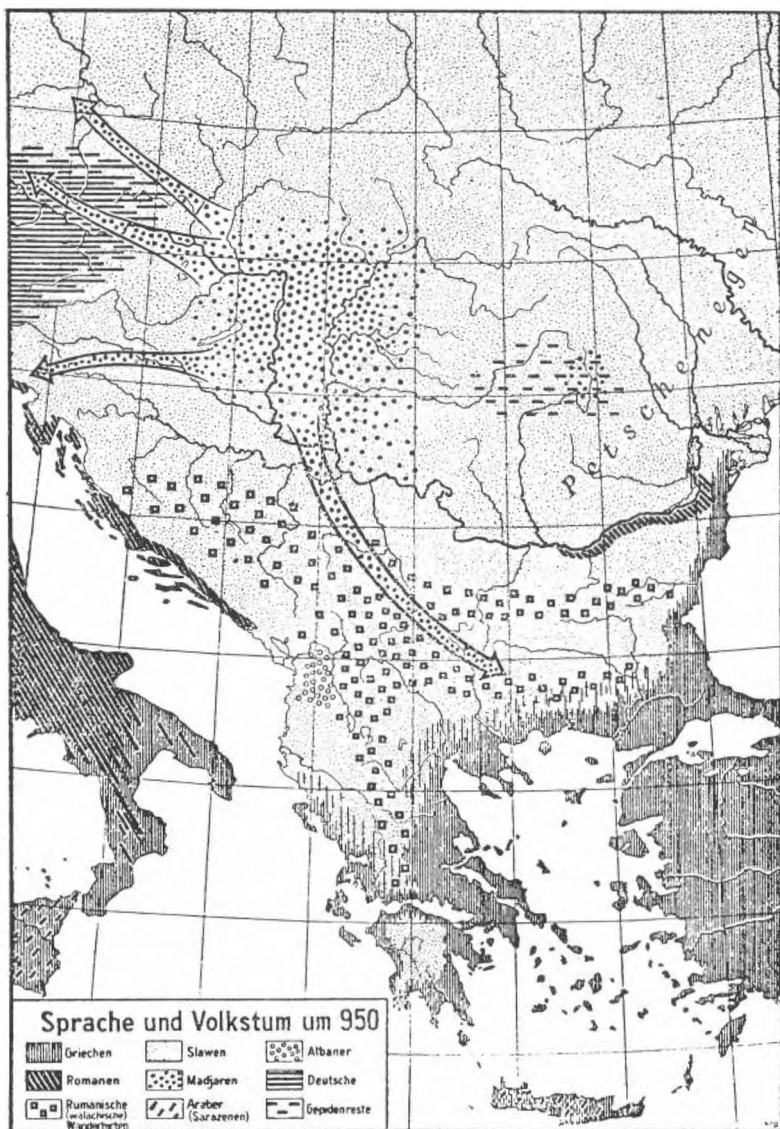 Petschenegen
Sprache und Volkstum um 950
Griechen
Slawen
Albaner
Romanen
Madjaren
Deutsche
Rumänische
(walachische)
Wanderhirten
Araber
(Sarazenen)
Gepidenreste